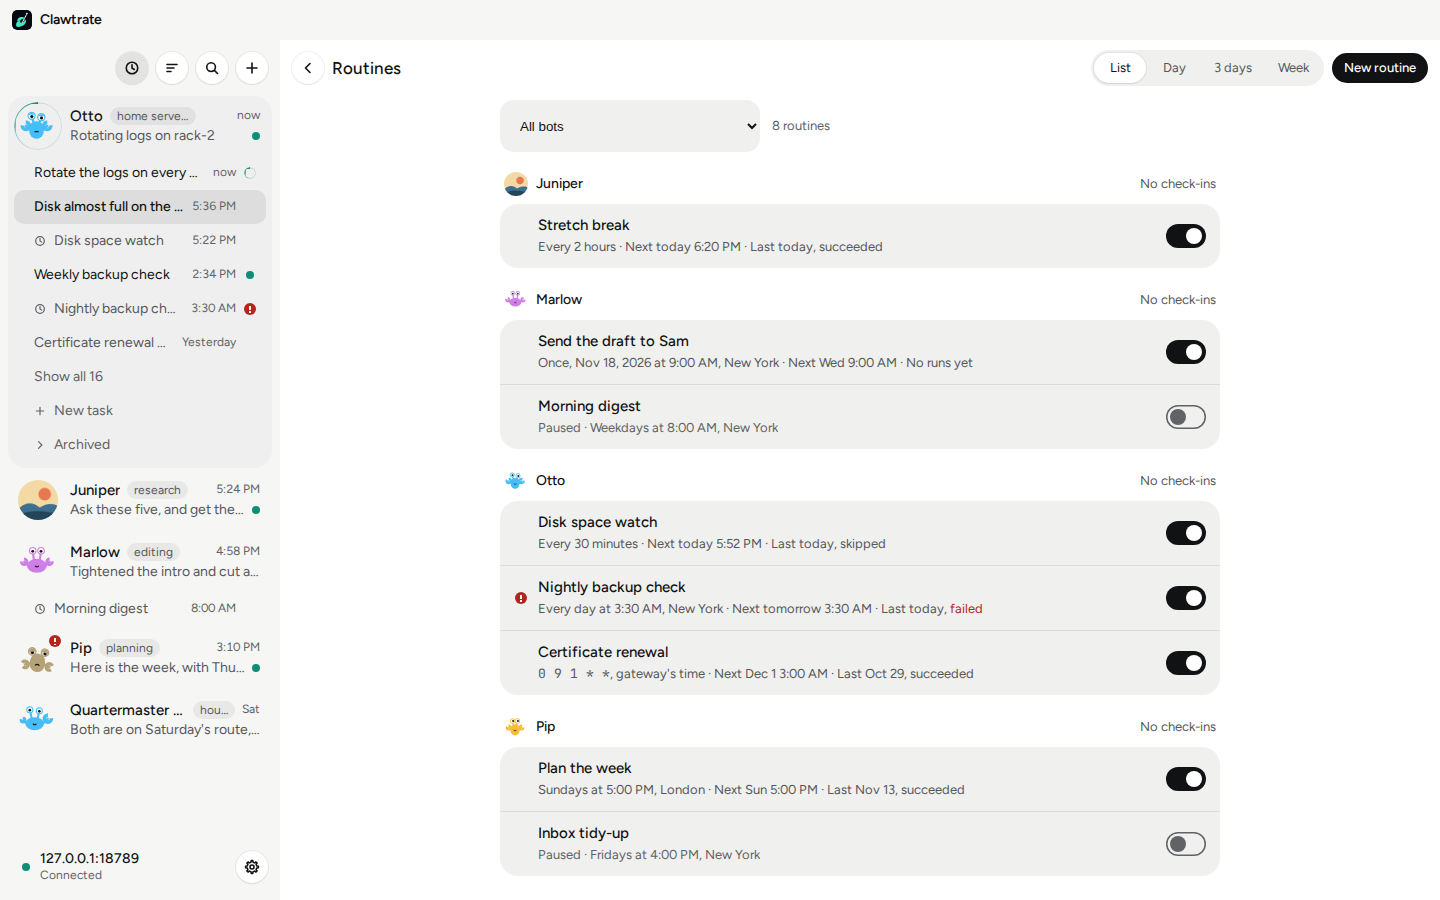 Clawtrate
Otto
home serve...
now
Rotating logs on rack-2
Rotate the logs on every ...
now
Disk almost full on the ...
5:36 PM
Disk space watch
5:22 PM
Weekly backup check
2:34 PM
Nightly backup ch...
3:30 AM
Certificate renewal ...
Yesterday
Show all 16
New task
Archived
Juniper
research
5:24 PM
Ask these five, and get the...
Marlow
editing
4:58 PM
Tightened the intro and cut a...
Morning digest
8:00 AM
Pip
planning
3:10 PM
Here is the week, with Thu...
Quartermaster ...
hou...
Sat
Both are on Saturday's route,...
127.0.0.1:18789
Connected
Routines
List
Day
3 days
Week
New routine
All bots
8 routines
Juniper
No check-ins
Stretch break
Every 2 hours · Next today 6:20 PM · Last today, succeeded
Marlow
No check-ins
Send the draft to Sam
Once, Nov 18, 2026 at 9:00 AM, New York · Next Wed 9:00 AM · No runs yet
Morning digest
Paused · Weekdays at 8:00 AM, New York
Otto
No check-ins
Disk space watch
Every 30 minutes · Next today 5:52 PM · Last today, skipped
Nightly backup check
Every day at 3:30 AM, New York · Next tomorrow 3:30 AM · Last today, failed
Certificate renewal
0 9 1 * *, gateway's time · Next Dec 1 3:00 AM · Last Oct 29, succeeded
Pip
No check-ins
Plan the week
Sundays at 5:00 PM, London · Next Sun 5:00 PM · Last Nov 13, succeeded
Inbox tidy-up
Paused · Fridays at 4:00 PM, New York